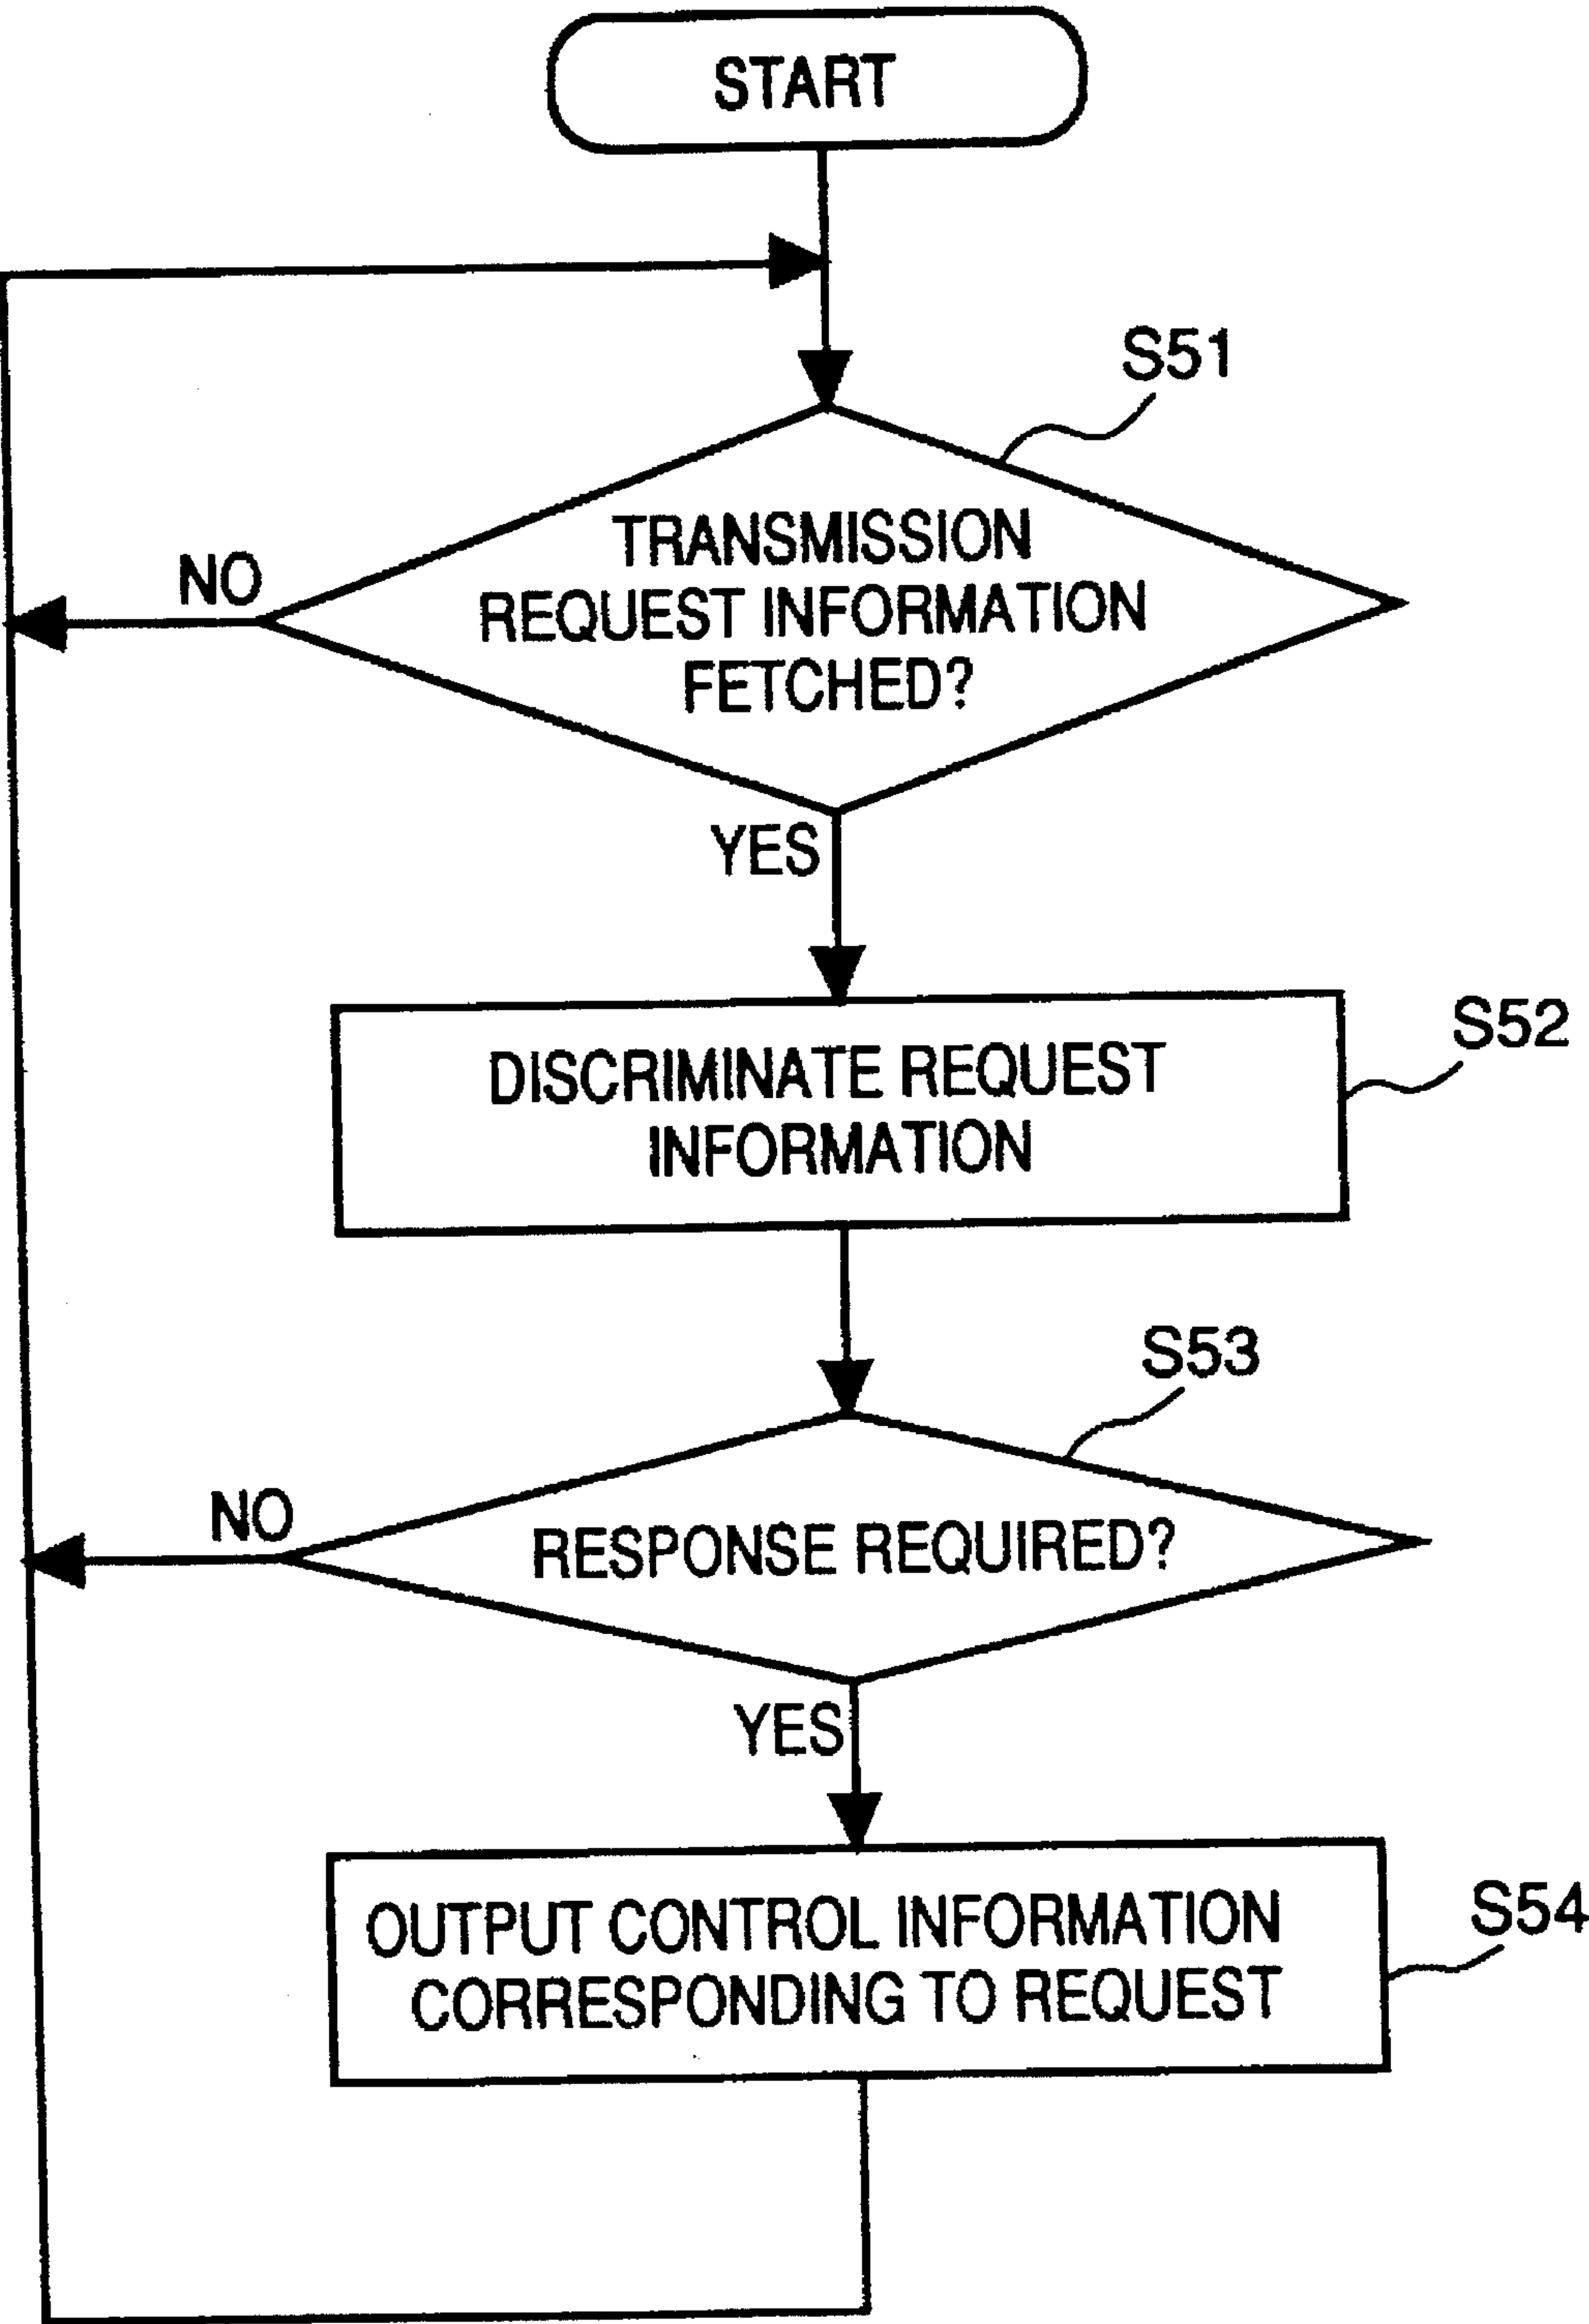 START
S51
TRANSMISSION
REQUEST INFORMATION
FETCHED?
NO
YES
S52
DISCRIMINATE REQUEST
INFORMATION
S53
NO
RESPONSE REQUIRED?
YES
S54
OUTPUT CONTROL INFORMATION
CORRESPONDING TO REQUEST